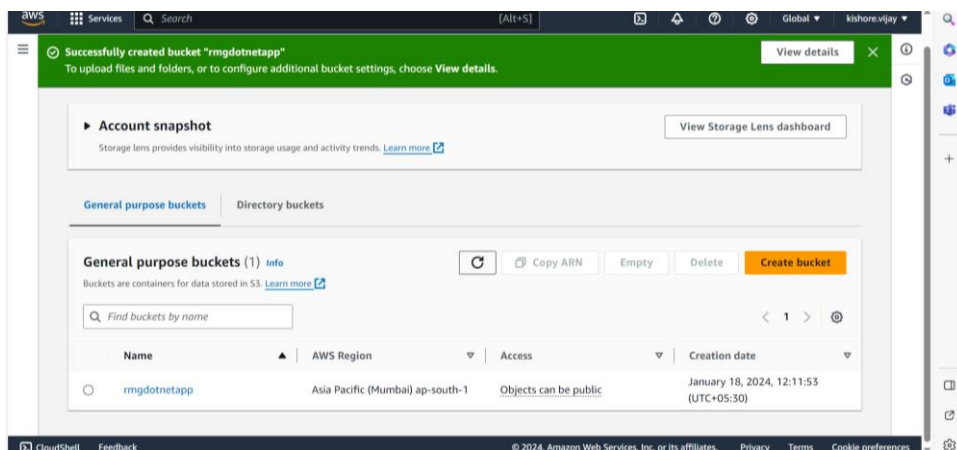 aws Services Search [Alt+S] Global kishore.vijay
Successfully created bucket "rmgdotnetapp" View details
To upload files and folders, or to configure additional bucket settings, choose View details.
Account snapshot View Storage Lens dashboard
Storage lens provides visibility into storage usage and activity trends. Learn more
General purpose buckets Directory buckets
General purpose buckets (1) Info Copy ARN Empty Delete Create bucket
Buckets are containers for data stored in S3. Learn more
Find buckets by name 1
Name AWS Region Access Creation date
rmgdotnetapp Asia Pacific (Mumbai) ap-south-1 Objects can be public January 18, 2024, 12:11:53
(UTC+05:30)
CloudShell Feedback © 2024, Amazon Web Services, Inc. or its affiliates. Privacy Terms Cookie preferences